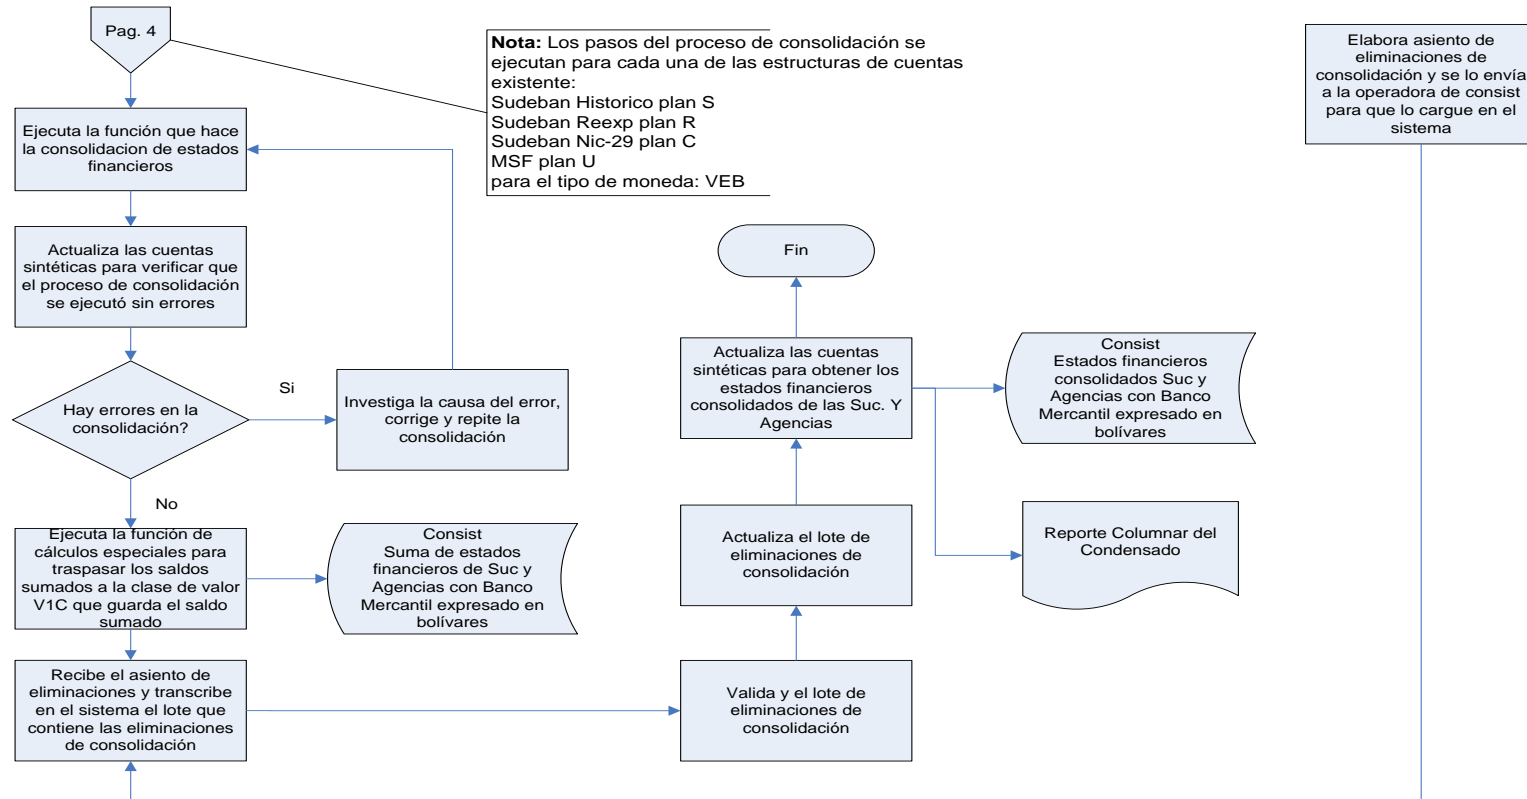 Pag. 4
Nota: Los pasos del proceso de consolidación se
ejecutan para cada una de las estructuras de cuentas
existente:
Sudeban Historico plan S
Sudeban Reexp plan R
Sudeban Nic-29 plan C
MSF plan U
para el tipo de moneda: VEB
Elabora asiento de
eliminaciones de
consolidación y se lo envía
a la operadora de consist
para que lo cargue en el
sistema
Ejecuta la función que hace
la consolidacion de estados
financieros
Actualiza las cuentas
sintéticas para verificar que
el proceso de consolidación
se ejecutó sin errores
Hay errores en la
consolidación?
Si
Investiga la causa del error,
corrige y repite la
consolidación
No
Ejecuta la función de
cálculos especiales para
traspasar los saldos
sumados a la clase de valor
V1C que guarda el saldo
sumado
Consist
Suma de estados
financieros de Suc y
Agencias con Banco
Mercantil expresado en
bolívares
Recibe el asiento de
eliminaciones y transcribe
en el sistema el lote que
contiene las eliminaciones
de consolidación
Fin
Actualiza las cuentas
sintéticas para obtener los
estados financieros
consolidados de las Suc. Y
Agencias
Consist
Estados financieros
consolidados Suc y
Agencias con Banco
Mercantil expresado en
bolívares
Actualiza el lote de
eliminaciones de
consolidación
Reporte Columnar del
Condensado
Valida y el lote de
eliminaciones de
consolidación